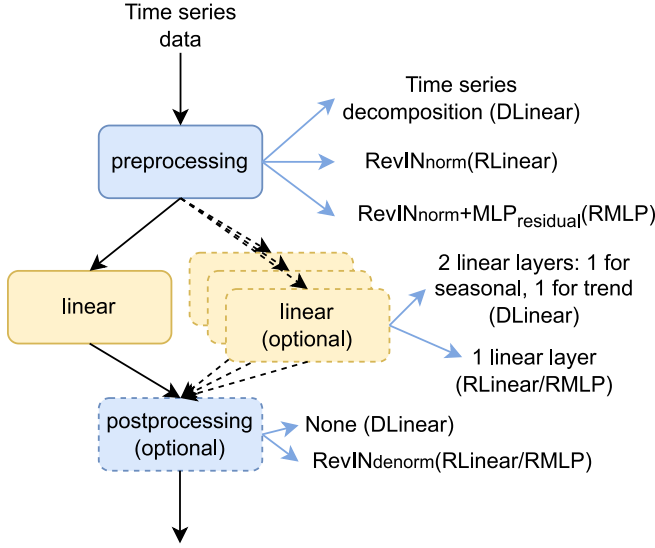 Time series
data
preprocessing
Time series
decomposition (DLinear)
RevINnorm(RLinear)
RevINnorm+MLPresidual(RMLP)
linear
linear
(optional)
2 linear layers: 1 for
seasonal, 1 for trend
(DLinear)
1 linear layer
(RLinear/RMLP)
postprocessing
(optional)
None (DLinear)
RevINdenorm(RLinear/RMLP)